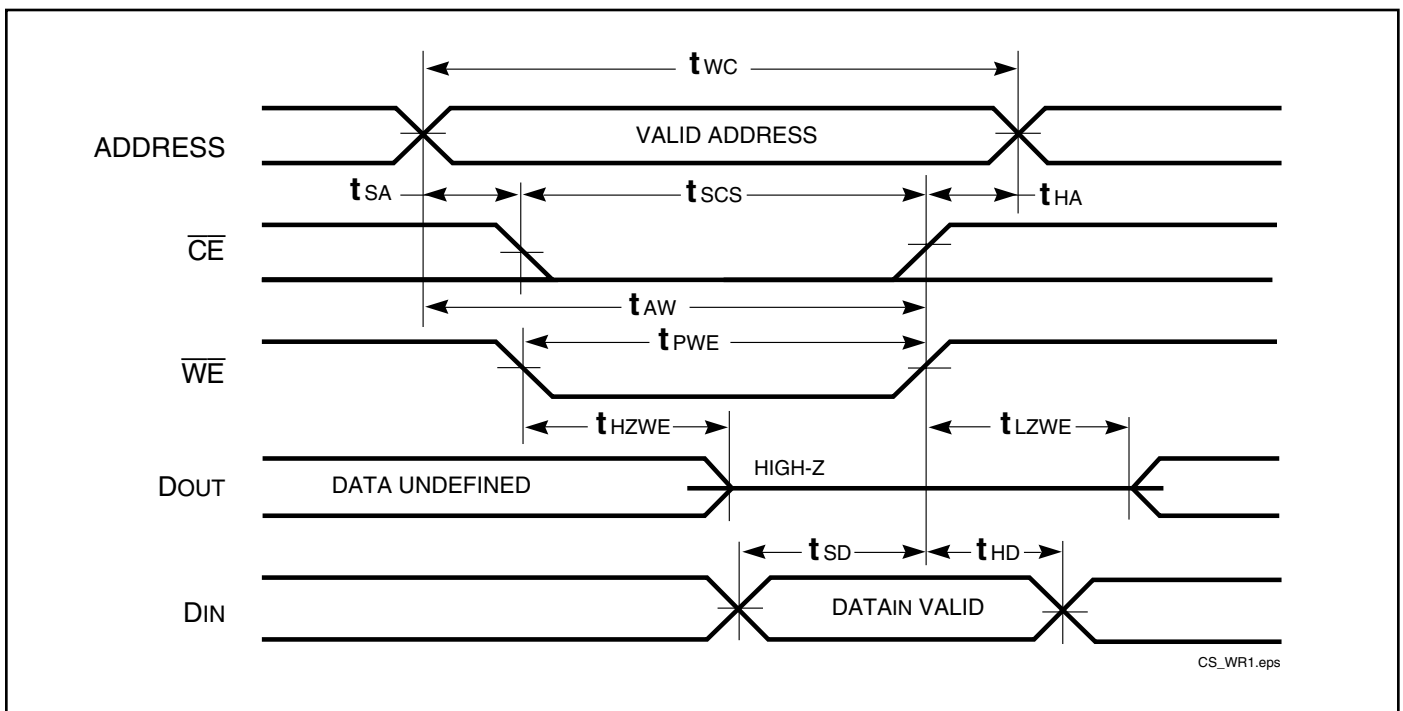 tWC
ADDRESS
VALID ADDRESS
tSA
tSCS
tHA
CE
tAW
tPWE
WE
tHZWE
tLZWE
DOUT
DATA UNDEFINED
HIGH-Z
tSD
tHD
DIN
DATAIN VALID
CS_WR1.eps